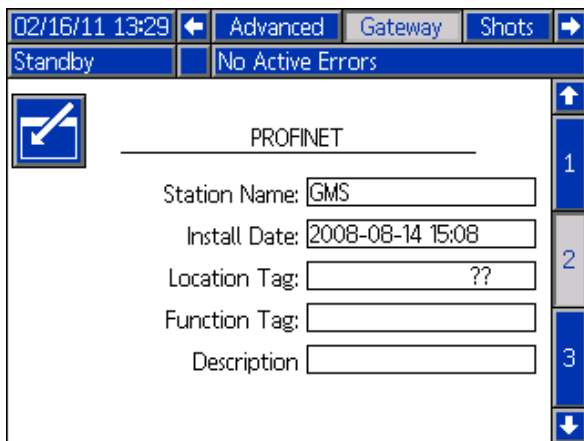 02/16/11 13:29 Advanced Gateway Shots
Standby No Active Errors
PROFINET
1
Station Name: GMS
Install Date: 2008-08-14 15:08
2
Location Tag: ??
Function Tag:
3
Description